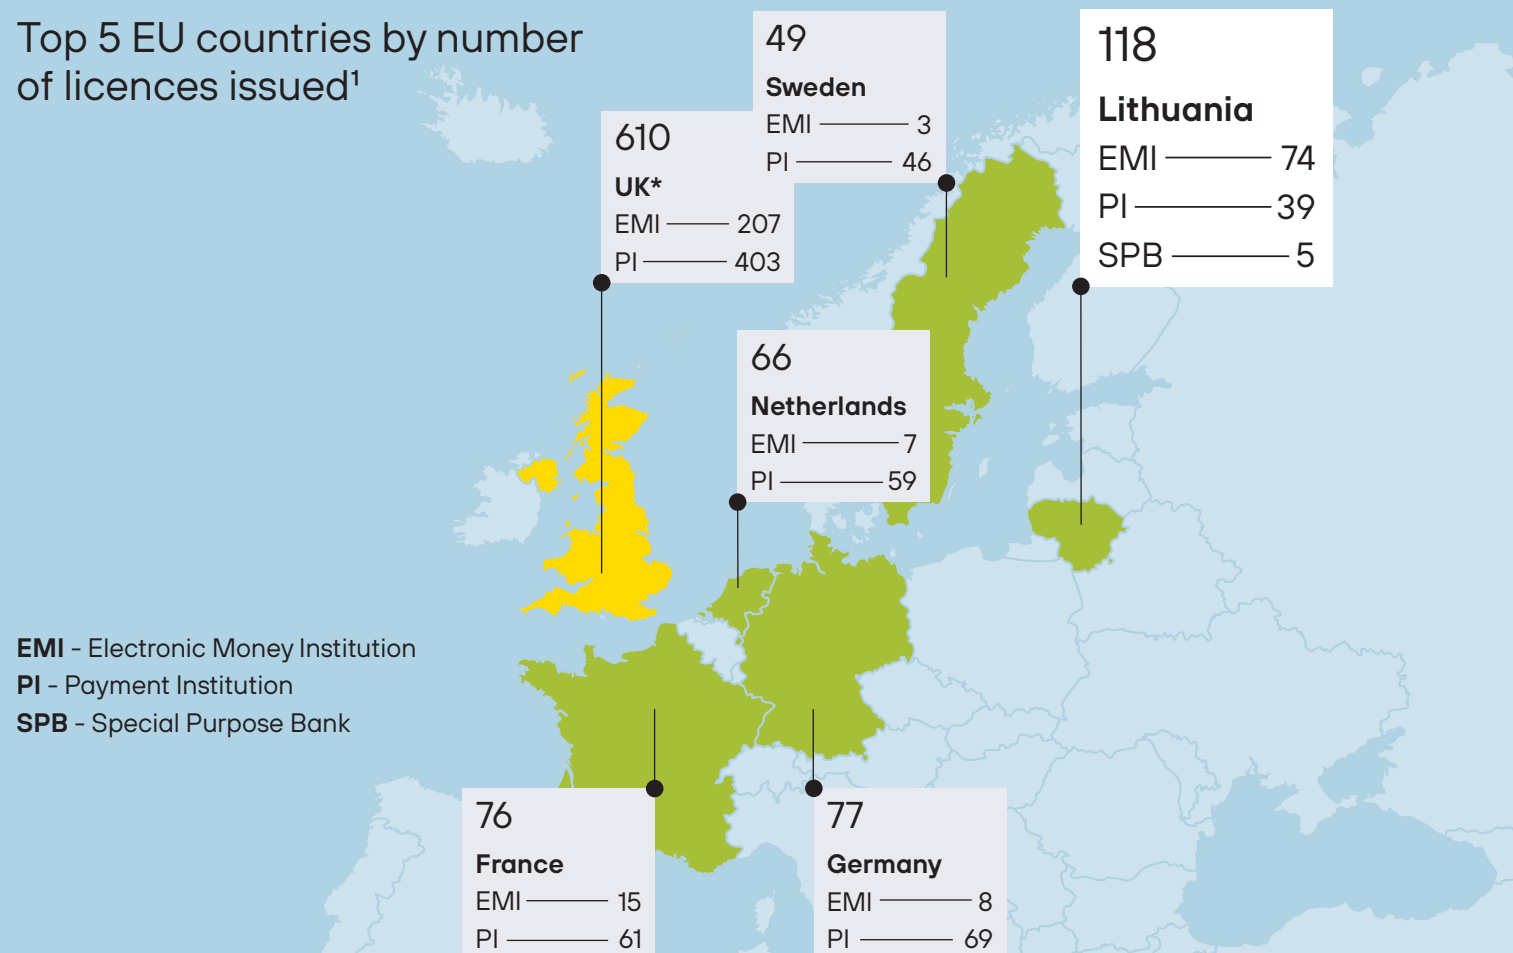 Top 5 EU countries by number
of licences issued¹
49
Sweden
EMI 3
PI 46
118
Lithuania
EMI 74
PI 39
SPB 5
610
UK*
EMI 207
PI 403
66
Netherlands
EMI 7
PI 59
EMI - Electronic Money Institution
PI - Payment Institution
SPB - Special Purpose Bank
76
France
EMI 15
PI 61
77
Germany
EMI 8
PI 69